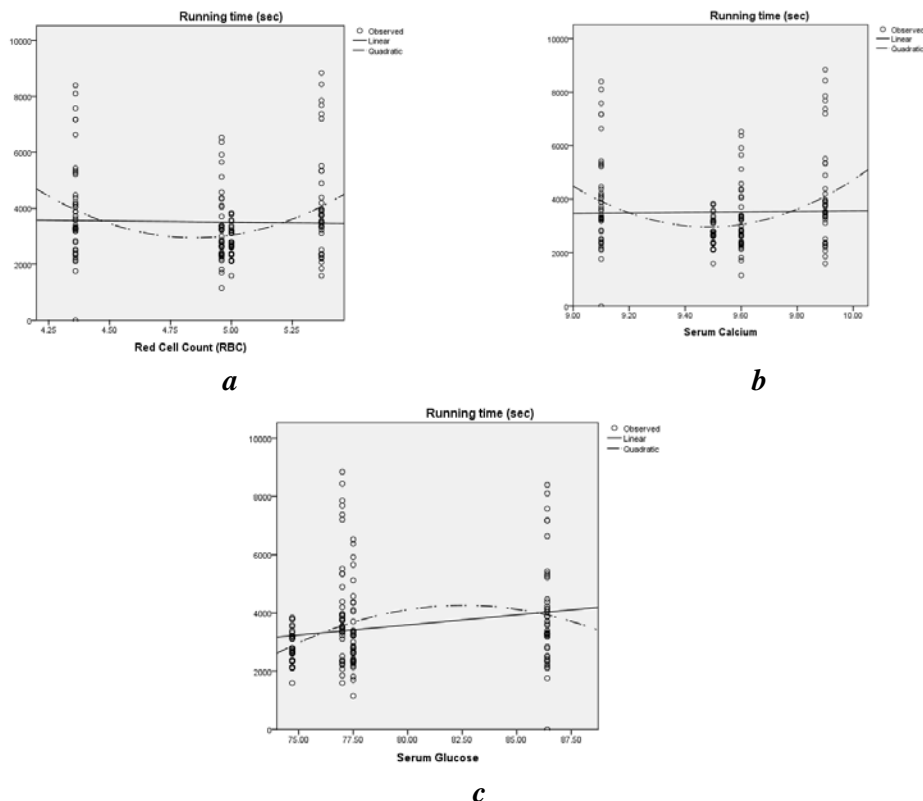 Running time (sec)
Observed
Linear
Quadratic
10000
8000
6000
4000
2000
0
4.25 4.50 4.75 5.00 5.25
Red Cell Count (RBC)
a
Running time (sec)
Observed
Linear
Quadratic
10000
8000
6000
4000
2000
0
9.00 9.20 9.40 9.60 9.80 10.00
Serum Calcium
b
Running time (sec)
Observed
Linear
Quadratic
10000
8000
6000
4000
2000
0
75.00 77.50 80.00 82.50 85.00 87.50
Serum Glucose
c